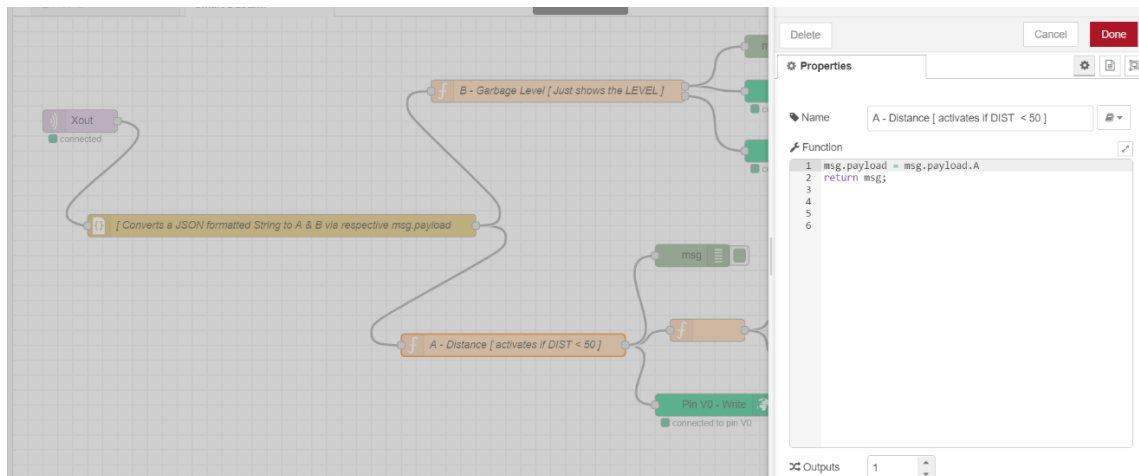 Delete
Cancel
Done
Properties
Name
A - Distance [ activates if DIST < 50 ]
Function
1 msg.payload = msg.payload.A
2 return msg;
3
4
5
6
Outputs
1
B - Garbage Level [ Just shows the LEVEL ]
Xout
connected
[ Converts a JSON formatted String to A & B via respective msg.payload
msg
A - Distance [ activates if DIST < 50 ]
Pin V0 - Write
connected to pin V0